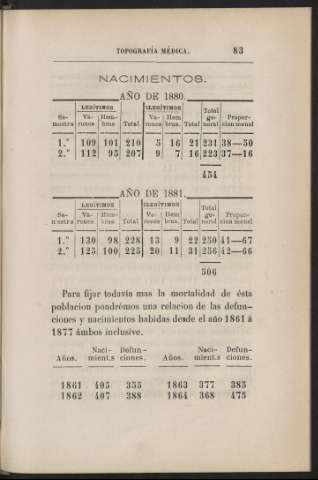 TOPOGRAFÍA MÉDICA. 83
NACIMIENTOS.
AÑO DE 1880.
LEGÍTIMOS ILEGÍTIMOS
Se- Va- Hem- Va- Hem Total ge- Propor-
mestre rones bras Total. rones bras. Total neral cion mensl
1.º 109 101 210 5 16 21 231 38—50
2.º 112 95 207 9 7 16 223 37—16
454
AÑO DE 1881.
LEGÍTIMOS ILEGÍTIMOS
Se- Va- Hem- Va- Hem Total ge- Propor-
mestre rones bras Total rones bras. Total neral cion mensl
1.º 130 98 228 13 9 22 250 41—67
2.º 125 100 225 20 11 31 256 42—66
506
Para fijar todavía mas la mortalidad de ésta
poblacion pondrémos una relacion de las defun-
ciones y nacimientos habidas desde el año 1861 á
1877 ámbos inclusive.
Naci- Defun- Naci- Defun-
Años. mient.s ciones. Años. mient.s ciones.
1861 405 353 1863 377 385
1862 407 388 1864 368 475